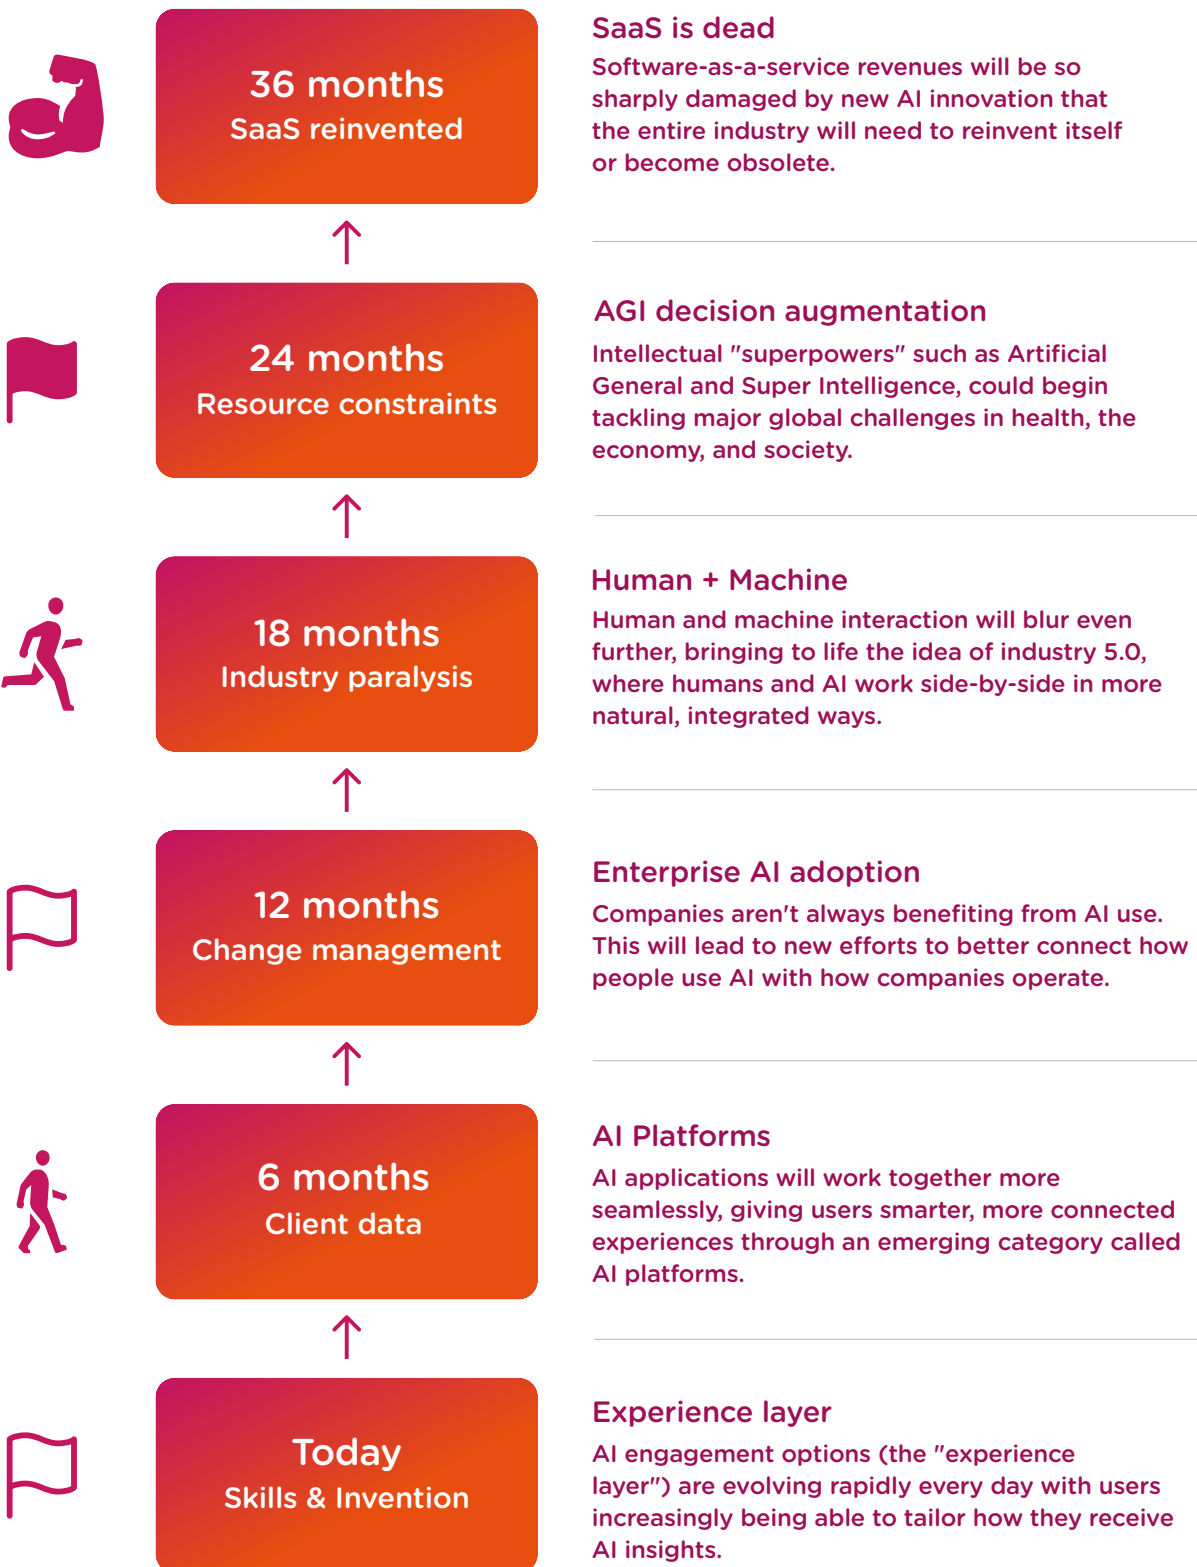 36 months
SaaS reinvented
SaaS is dead
Software-as-a-service revenues will be so
sharply damaged by new AI innovation that
the entire industry will need to reinvent itself
or become obsolete.
24 months
Resource constraints
AGI decision augmentation
Intellectual "superpowers" such as Artificial
General and Super Intelligence, could begin
tackling major global challenges in health, the
economy, and society.
18 months
Industry paralysis
Human + Machine
Human and machine interaction will blur even
further, bringing to life the idea of industry 5.0,
where humans and AI work side-by-side in more
natural, integrated ways.
12 months
Change management
Enterprise AI adoption
Companies aren't always benefiting from AI use.
This will lead to new efforts to better connect how
people use AI with how companies operate.
6 months
Client data
AI Platforms
AI applications will work together more
seamlessly, giving users smarter, more connected
experiences through an emerging category called
AI platforms.
Today
Skills & Invention
Experience layer
AI engagement options (the "experience
layer") are evolving rapidly every day with users
increasingly being able to tailor how they receive
AI insights.